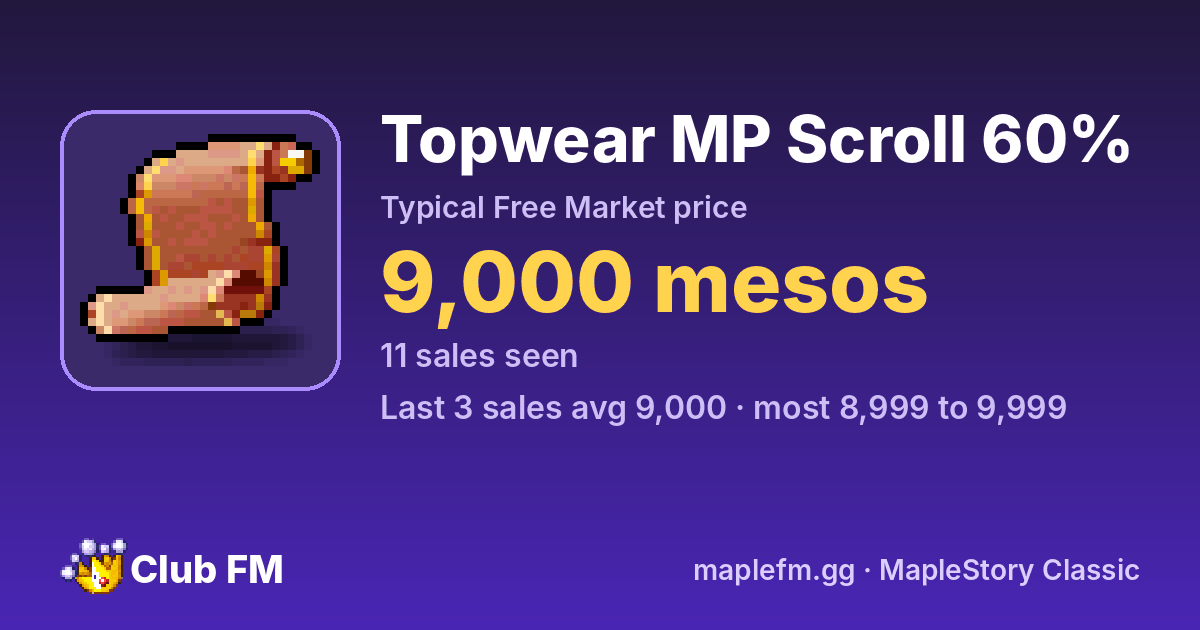 Topwear MP Scroll 60%
Typical Free Market price
9,000 mesos
11 sales seen
Last 3 sales avg 9,000 · most 8,999 to 9,999
Club FM
maplefm.gg · MapleStory Classic